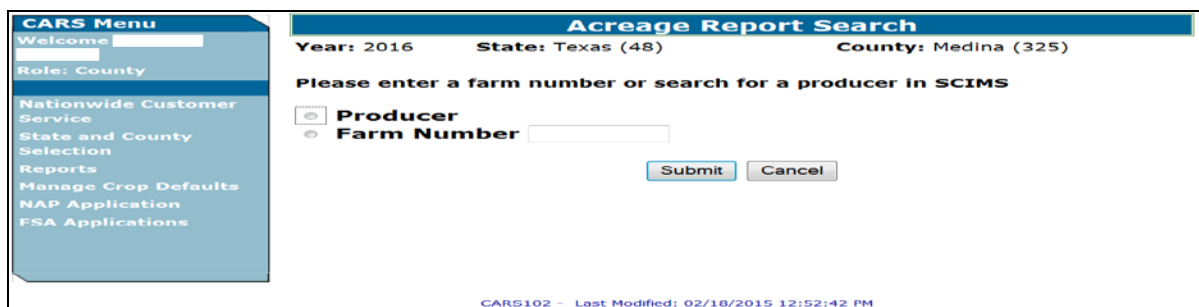 CARS Menu
Welcome
Role: County
Nationwide Customer
Service
State and County
Selection
Reports
Manage Crop Defaults
NAP Application
FSA Applications
Acreage Report Search
Year: 2016 State: Texas (48) County: Medina (325)
Please enter a farm number or search for a producer in SCIMS
Producer
Farm Number
Submit Cancel
CARS102 - Last Modified: 02/18/2015 12:52:42 PM